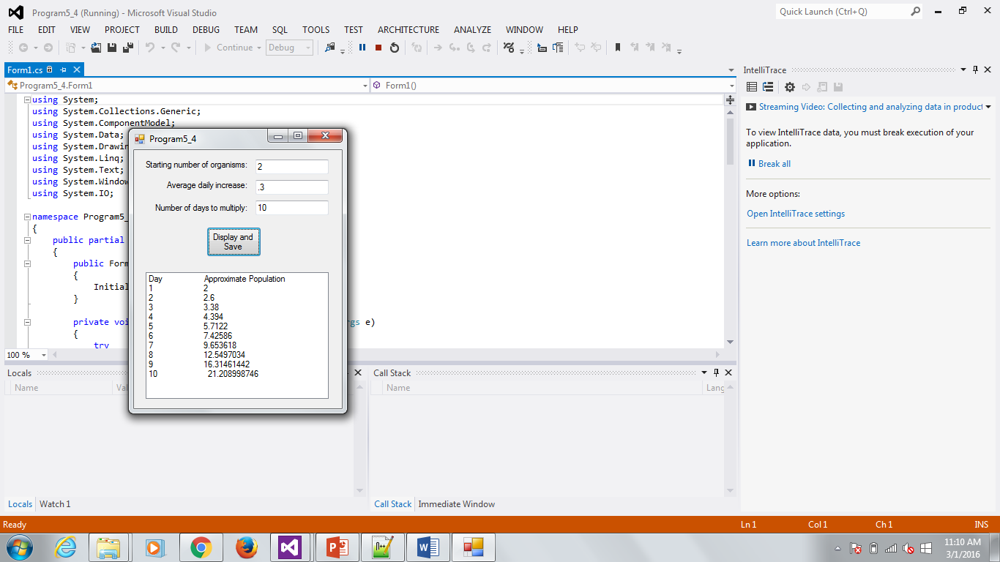 Program5_4 (Running) - Microsoft Visual Studio
Quick Launch (Ctrl+Q)
FILE EDIT VIEW PROJECT BUILD DEBUG TEAM SQL TOOLS TEST ARCHITECTURE ANALYZE WINDOW HELP
Continue Debug
Form1.cs
Program5_4.Form1 Form1()
using System;
using System.Collections.Generic;
using System.ComponentModel;
using System.Data;
using System.Drawin
using System.Linq;
using System.Text;
using System.Window
using System.IO;
namespace Program5_
{
public partial
{
public Form
{
Initial
}
private voi gs e)
{
try
100 %
Program5_4
Starting number of organisms: 2
Average daily increase: .3
Number of days to multiply: 10
Display and
Save
Day Approximate Population
1 2
2 2.6
3 3.38
4 4.394
5 5.7122
6 7.42586
7 9.653618
8 12.5497034
9 16.31461442
10 21.208998746
IntelliTrace
Streaming Video: Collecting and analyzing data in product
To view IntelliTrace data, you must break execution of your
application.
Break all
More options:
Open IntelliTrace settings
Learn more about IntelliTrace
Locals
Name Val
Locals Watch 1
Call Stack
Name Lang
Call Stack Immediate Window
Ready Ln 1 Col 1 Ch 1 INS
11:10 AM
3/1/2016